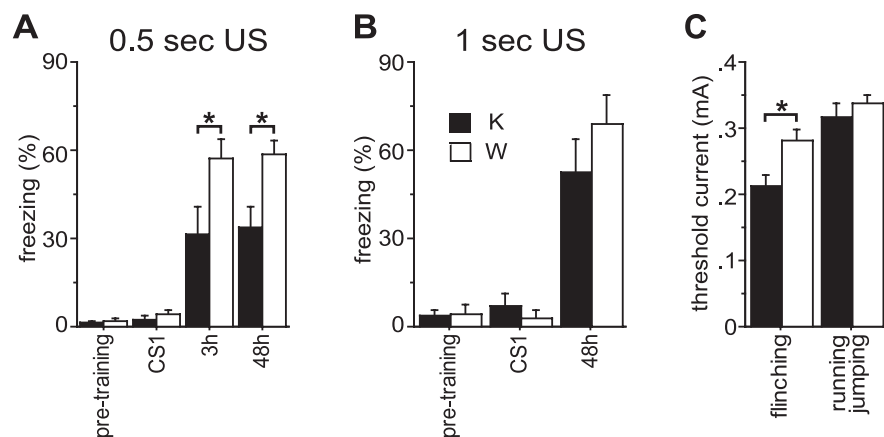 A
0.5 sec US
freezing (%)
90
60
30
0
*
*
pre-training
CS1
3h
48h
B
1 sec US
freezing (%)
90
60
30
0
K
W
pre-training
CS1
48h
C
threshold current (mA)
.4
.3
.2
.1
0
*
flinching
running
jumping